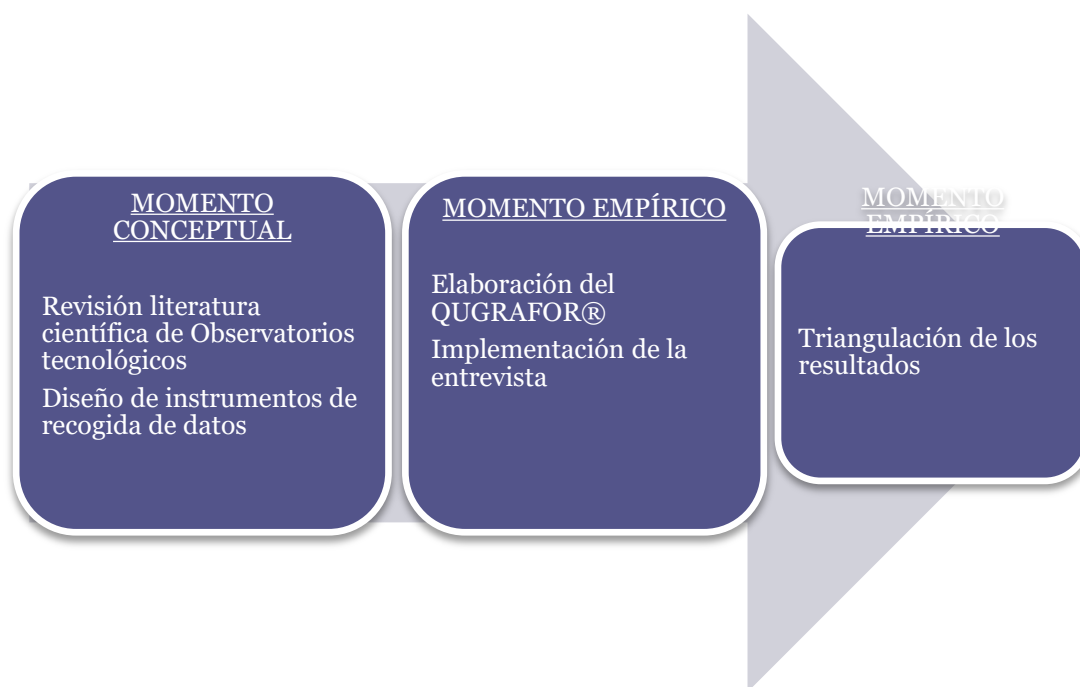 MOMENTO
CONCEPTUAL
Revisión literatura
científica de Observatorios
tecnológicos
Diseño de instrumentos de
recogida de datos
MOMENTO EMPÍRICO
Elaboración del
QUGRAFOR®
Implementación de la
entrevista
MOMENTO
EMPÍRICO
Triangulación de los
resultados